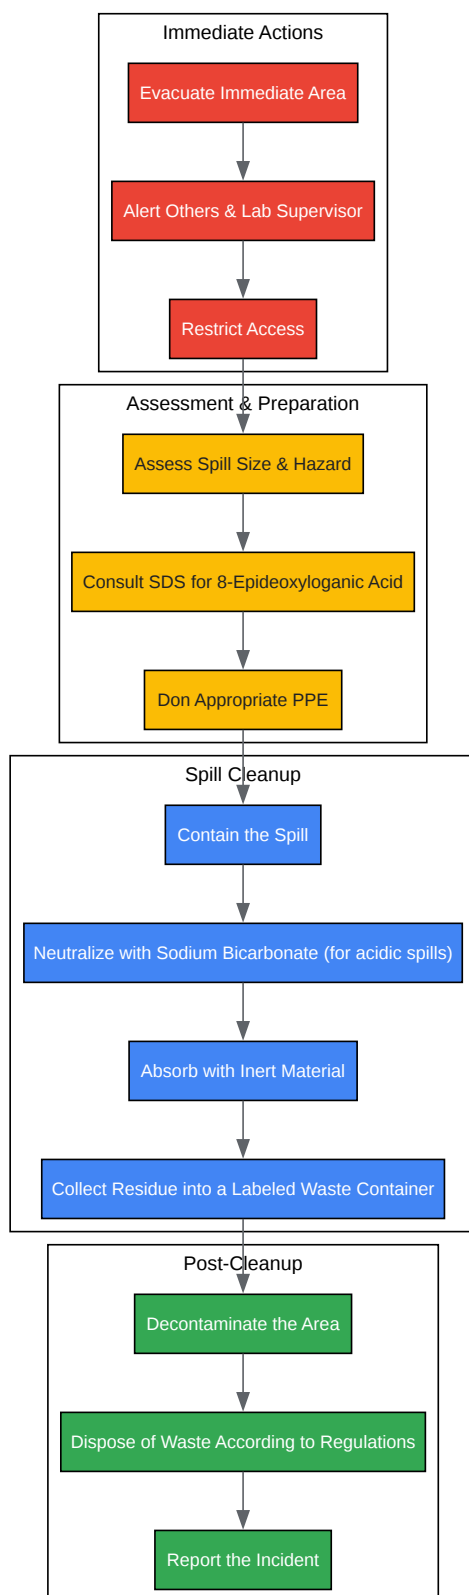 Immediate Actions
Evacuate Immediate Area
Alert Others & Lab Supervisor
Restrict Access
Assessment & Preparation
Assess Spill Size & Hazard
Consult SDS for 8-Epideoxyloganic Acid
Don Appropriate PPE
Spill Cleanup
Contain the Spill
Neutralize with Sodium Bicarbonate (for acidic spills)
Absorb with Inert Material
Collect Residue into a Labeled Waste Container
Post-Cleanup
Decontaminate the Area
Dispose of Waste According to Regulations
Report the Incident